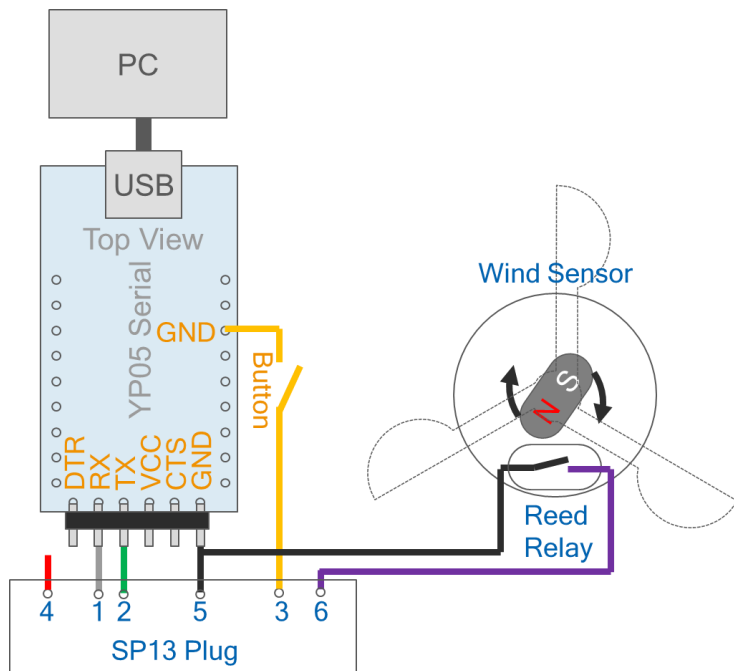 PC
USB
Top View
YP05 Serial
GND
Button
DTR
RX
TX
VCC
CTS
GND
Wind Sensor
S
N
Reed
Relay
4
1
2
5
3
6
SP13 Plug